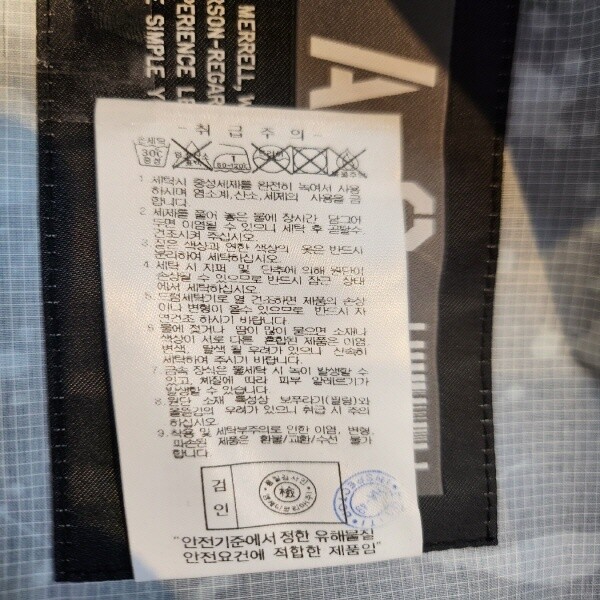 MERRELL, W
RSON-REGAR
PERIENCE LE
E SIMPLE Y
A
- 취급주의 -
손세탁
30℃
중성
80-120℃
1. 세탁시 중성세제를 완전히 녹여서 사용
하시며 염소계,산소,세제의 사용을 금
합니다.
2. 세제를 풀어 놓은 물에 장시간 담그어
두면 이염될 수 있으니 세탁 후 곧탈수.
건조시켜 주십시오.
3. 짙은 색상과 연한 색상의 옷은 반드시
분리하여 세탁하십시오.
4. 세탁 시 지퍼 및 단추에 의해 원단이
손상될 수 있으므로 반드시 잠근 상태
에서 세탁하십시오.
5. 드럼세탁기로 열 건조하면 제품의 손상
이나 변형이 올수 있으므로 반드시 자
연건조 하시기 바랍니다.
6. 물에 젖거나 땀이 많이 묻으면 소재나
색상이 서로 다른 혼합된 제품은 이염.
변색, 탈색 될 우려가 있으니 신속히
세탁하여 주시기 바랍니다.
7. 금속 장식은 물세탁 시 녹이 발생할 수
있고, 체질에 따라 피부 알레르기가
발생할 수 있습니다.
8. 원단 소재 특성상 보푸라기(필링)와
올뜯김의 우려가 있으니 취급 시 주의
하십시오.
9. 착용 및 세탁부주의로 인한 이염, 변형,
파손된 제품은 환불/교환/수선 불가
합니다.
검
인
檢
"안전기준에서 정한 유해물질
안전요건에 적합한 제품임"